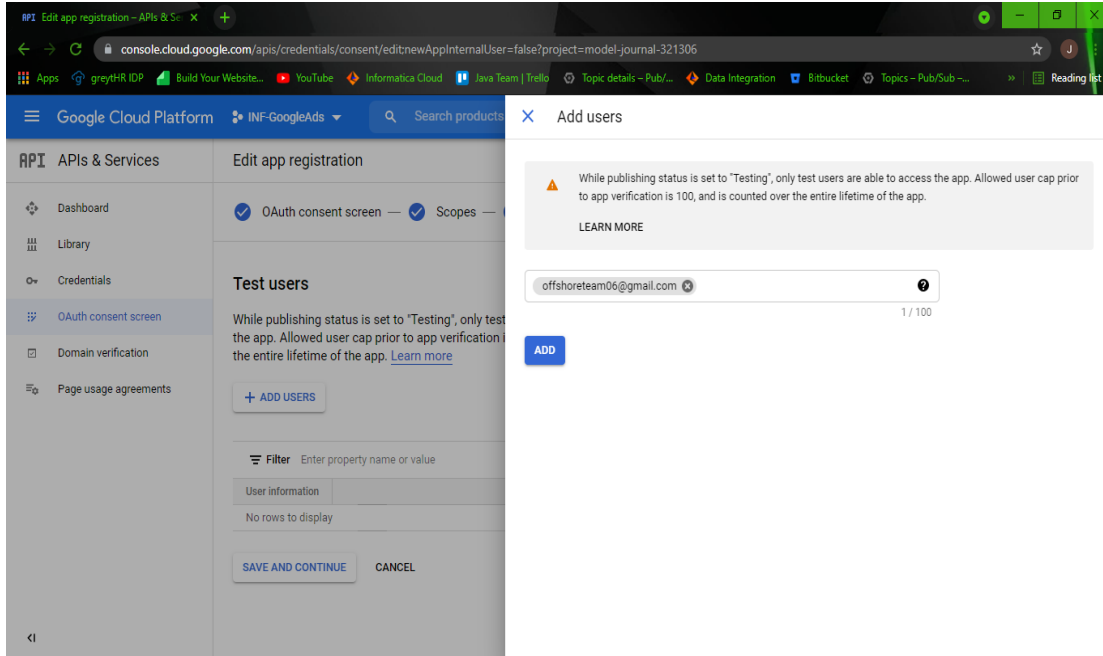 API Edit app registration – APIs & Se
console.cloud.google.com/apis/credentials/consent/edit;newAppInternalUser=false?project=model-journal-321306
J
Apps greytHR IDP Build Your Website... YouTube Informatica Cloud Java Team | Trello Topic details – Pub/... Data Integration Bitbucket Topics – Pub/Sub –... » Reading list
Google Cloud Platform INF-GoogleAds Search products
API APIs & Services
Dashboard
Library
Credentials
OAuth consent screen
Domain verification
Page usage agreements
Edit app registration
OAuth consent screen — Scopes —
Test users
While publishing status is set to "Testing", only test
the app. Allowed user cap prior to app verification i
the entire lifetime of the app. Learn more
+ ADD USERS
Filter Enter property name or value
User information
No rows to display
SAVE AND CONTINUE CANCEL
Add users
While publishing status is set to "Testing", only test users are able to access the app. Allowed user cap prior
to app verification is 100, and is counted over the entire lifetime of the app.
LEARN MORE
offshoreteam06@gmail.com
1 / 100
ADD